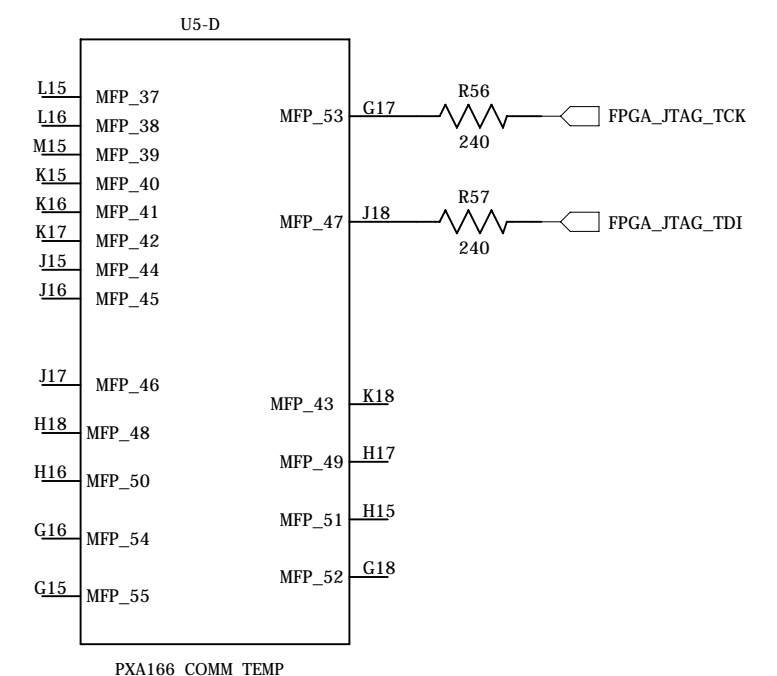 U5-D
L15 MFP_37
L16 MFP_38
M15 MFP_39
K15 MFP_40
K16 MFP_41
K17 MFP_42
J15 MFP_44
J16 MFP_45
J17 MFP_46
H18 MFP_48
H16 MFP_50
G16 MFP_54
G15 MFP_55
R56
MFP_53 G17 FPGA_JTAG_TCK
240
R57
MFP_47 J18 FPGA_JTAG_TDI
240
MFP_43 K18
MFP_49 H17
MFP_51 H15
MFP_52 G18
PXA166 COMM TEMP